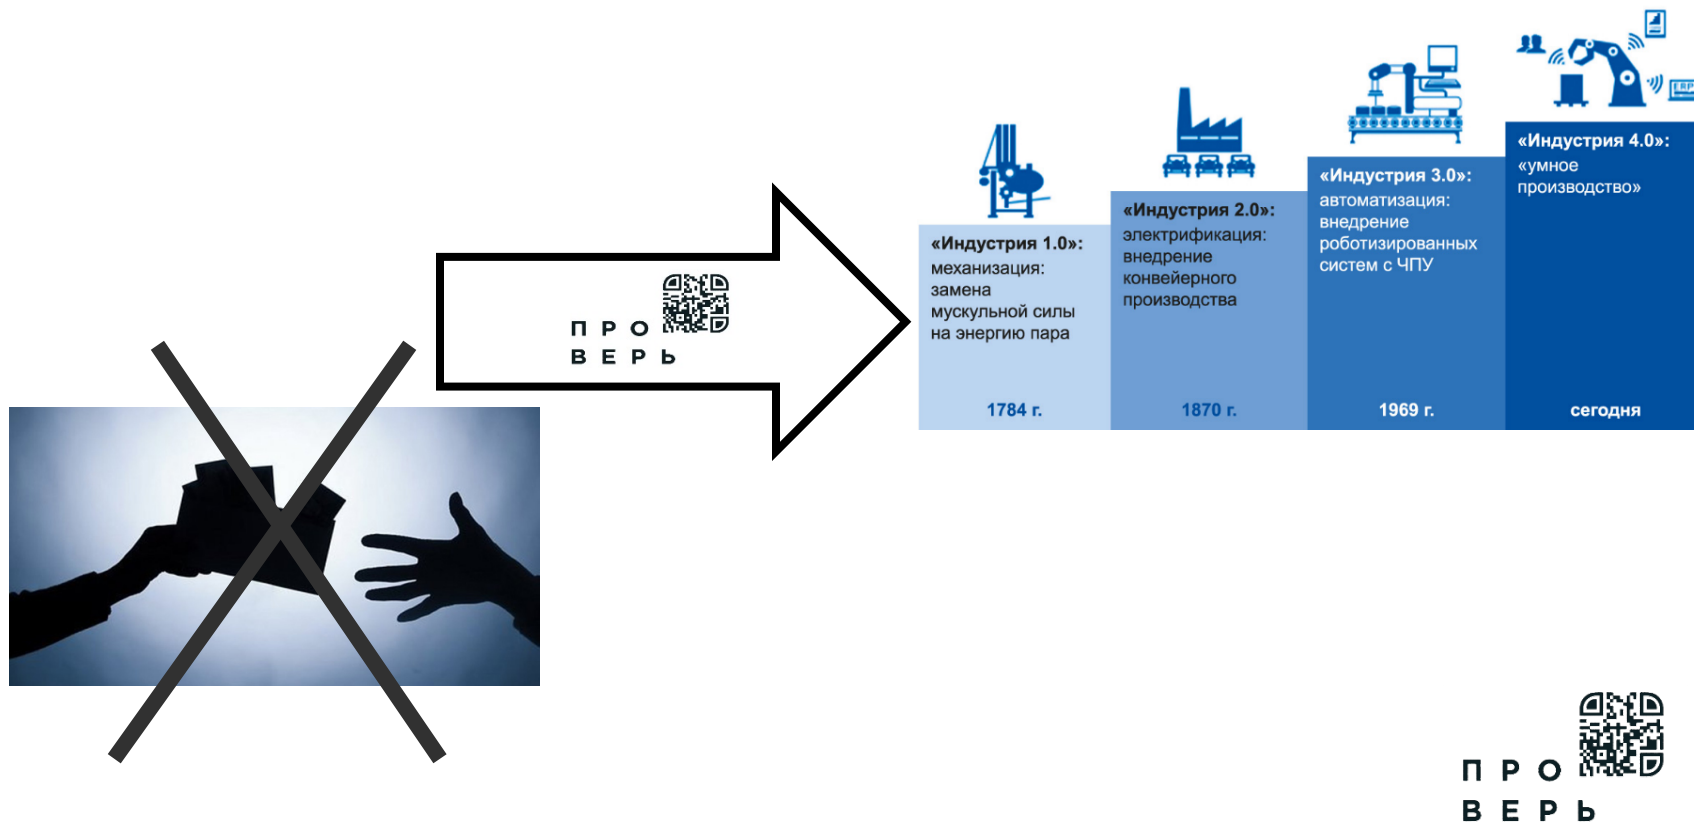 П Р О
В Е Р Ь
«Индустрия 1.0»:
механизация:
замена
мускульной силы
на энергию пара
1784 г.
«Индустрия 2.0»:
электрификация:
внедрение
конвейерного
производства
1870 г.
«Индустрия 3.0»:
автоматизация:
внедрение
роботизированных
систем с ЧПУ
1969 г.
ERP
«Индустрия 4.0»:
«умное
производство»
сегодня
П Р О
В Е Р Ь